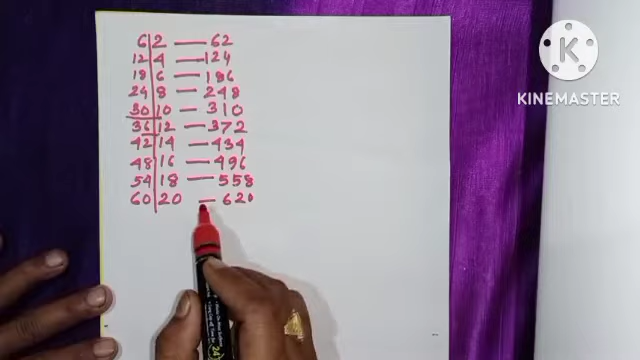 6 2 — 62
12 4 — 124
18 6 — 186
24 8 — 248
30 10 — 310
36 12 — 372
42 14 — 434
48 16 — 496
54 18 — 558
60 20 — 620
K
KINEMASTER